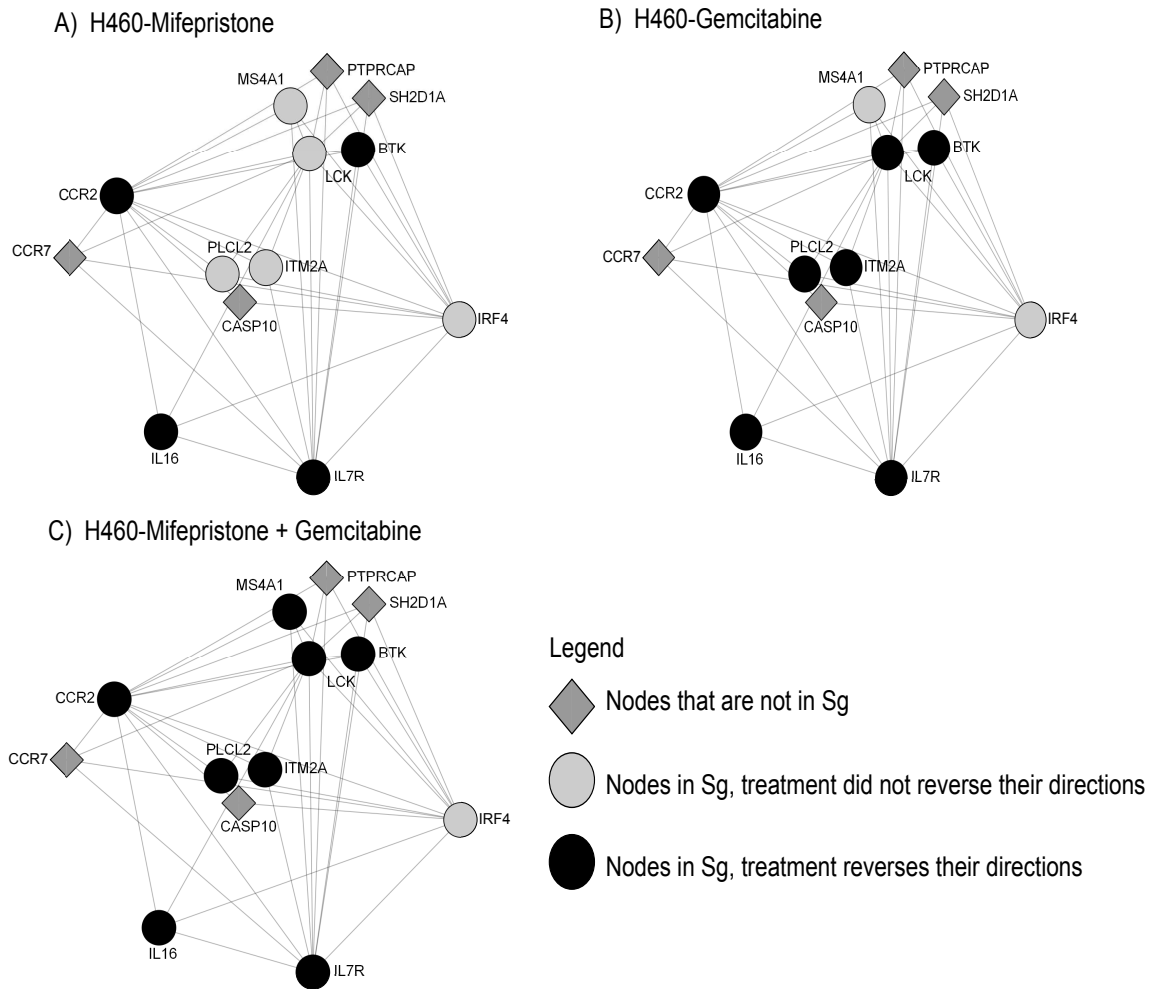 A) H460-Mifepristone
B) H460-Gemcitabine
PTPRCAP
MS4A1
SH2D1A
BTK
LCK
CCR2
CCR7
PLCL2
ITM2A
CASP10
IRF4
IL16
IL7R
PTPRCAP
MS4A1
SH2D1A
BTK
LCK
CCR2
CCR7
PLCL2
ITM2A
CASP10
IRF4
IL16
IL7R
C) H460-Mifepristone + Gemcitabine
PTPRCAP
MS4A1
SH2D1A
BTK
LCK
CCR2
CCR7
PLCL2
ITM2A
CASP10
IRF4
IL16
IL7R
Legend
Nodes that are not in Sg
Nodes in Sg, treatment did not reverse their directions
Nodes in Sg, treatment reverses their directions